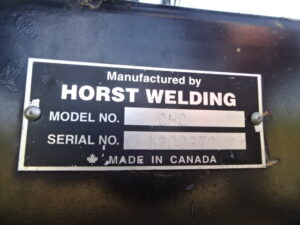 Manufactured by
HORST WELDING
MODEL NO.
SERIAL NO.
MADE IN CANADA